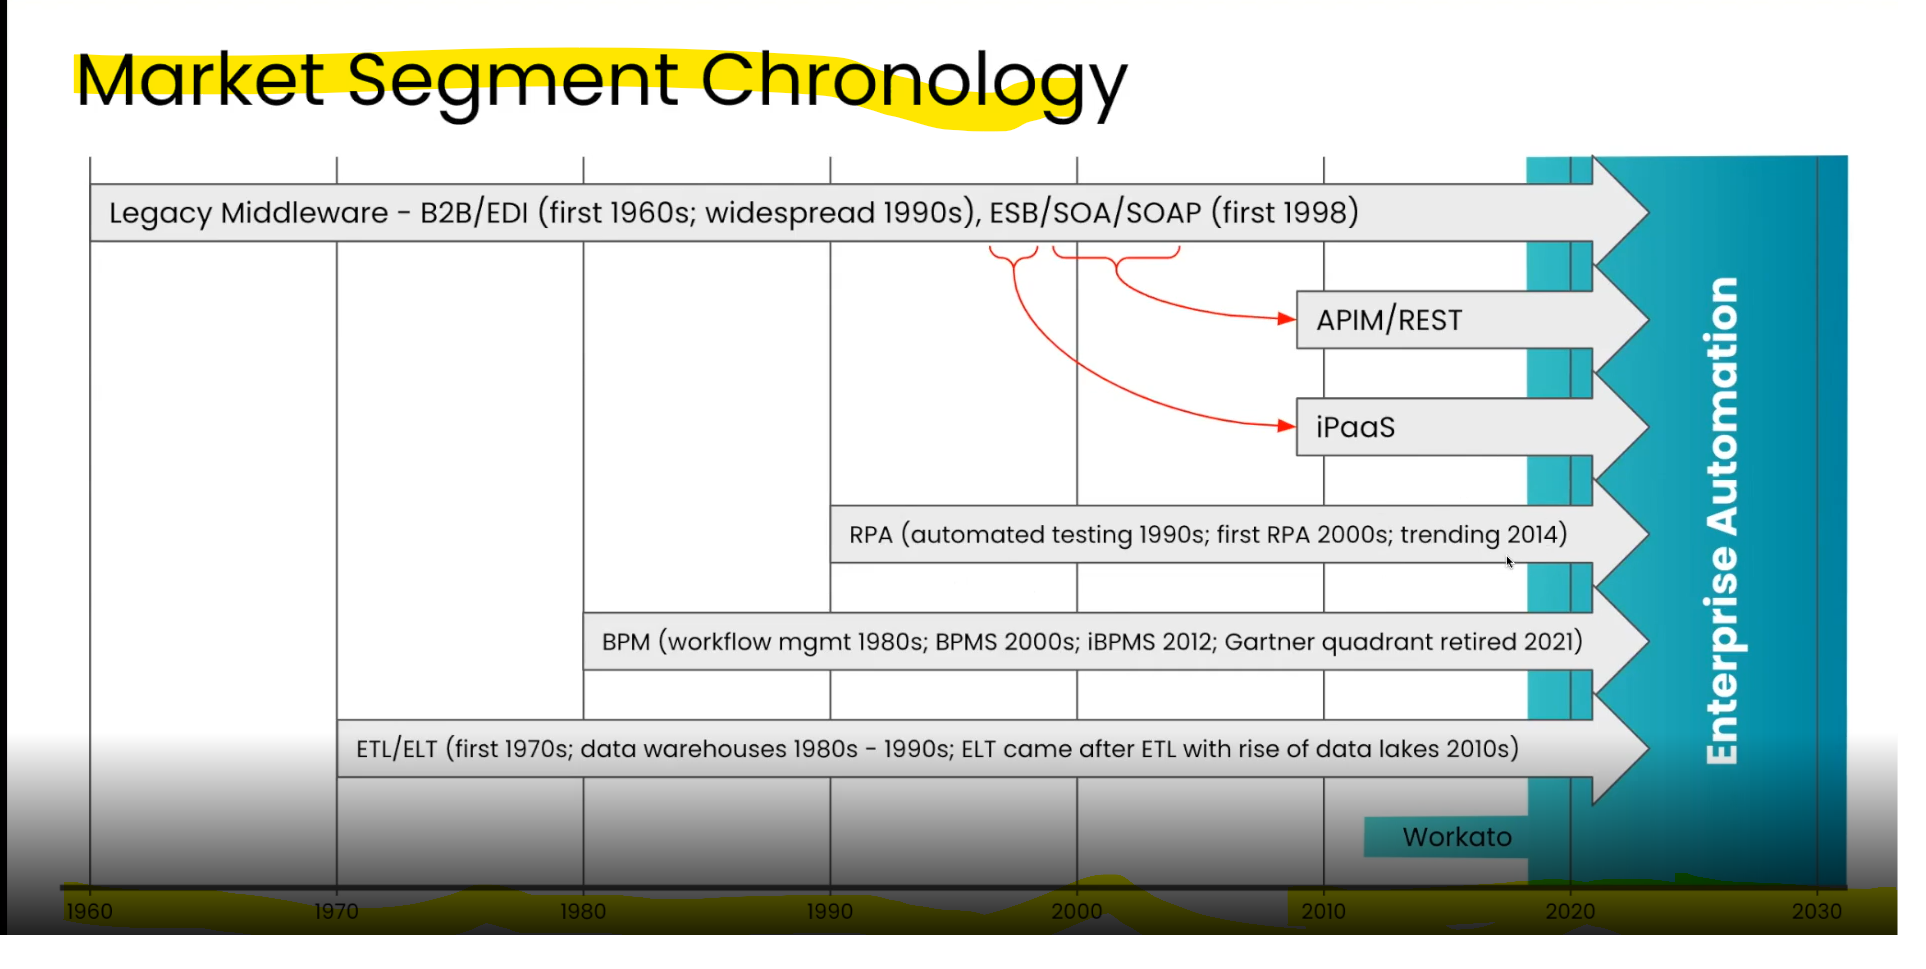 Market Segment Chronology
Legacy Middleware - B2B/EDI (first 1960s; widespread 1990s), ESB/SOA/SOAP (first 1998)
APIM/REST
iPaaS
RPA (automated testing 1990s; first RPA 2000s; trending 2014)
BPM (workflow mgmt 1980s; BPMS 2000s; iBPMS 2012; Gartner quadrant retired 2021)
ETL/ELT (first 1970s; data warehouses 1980s - 1990s; ELT came after ETL with rise of data lakes 2010s)
Workato
Enterprise Automation
1960 1970 1980 1990 2000 2010 2020 2030